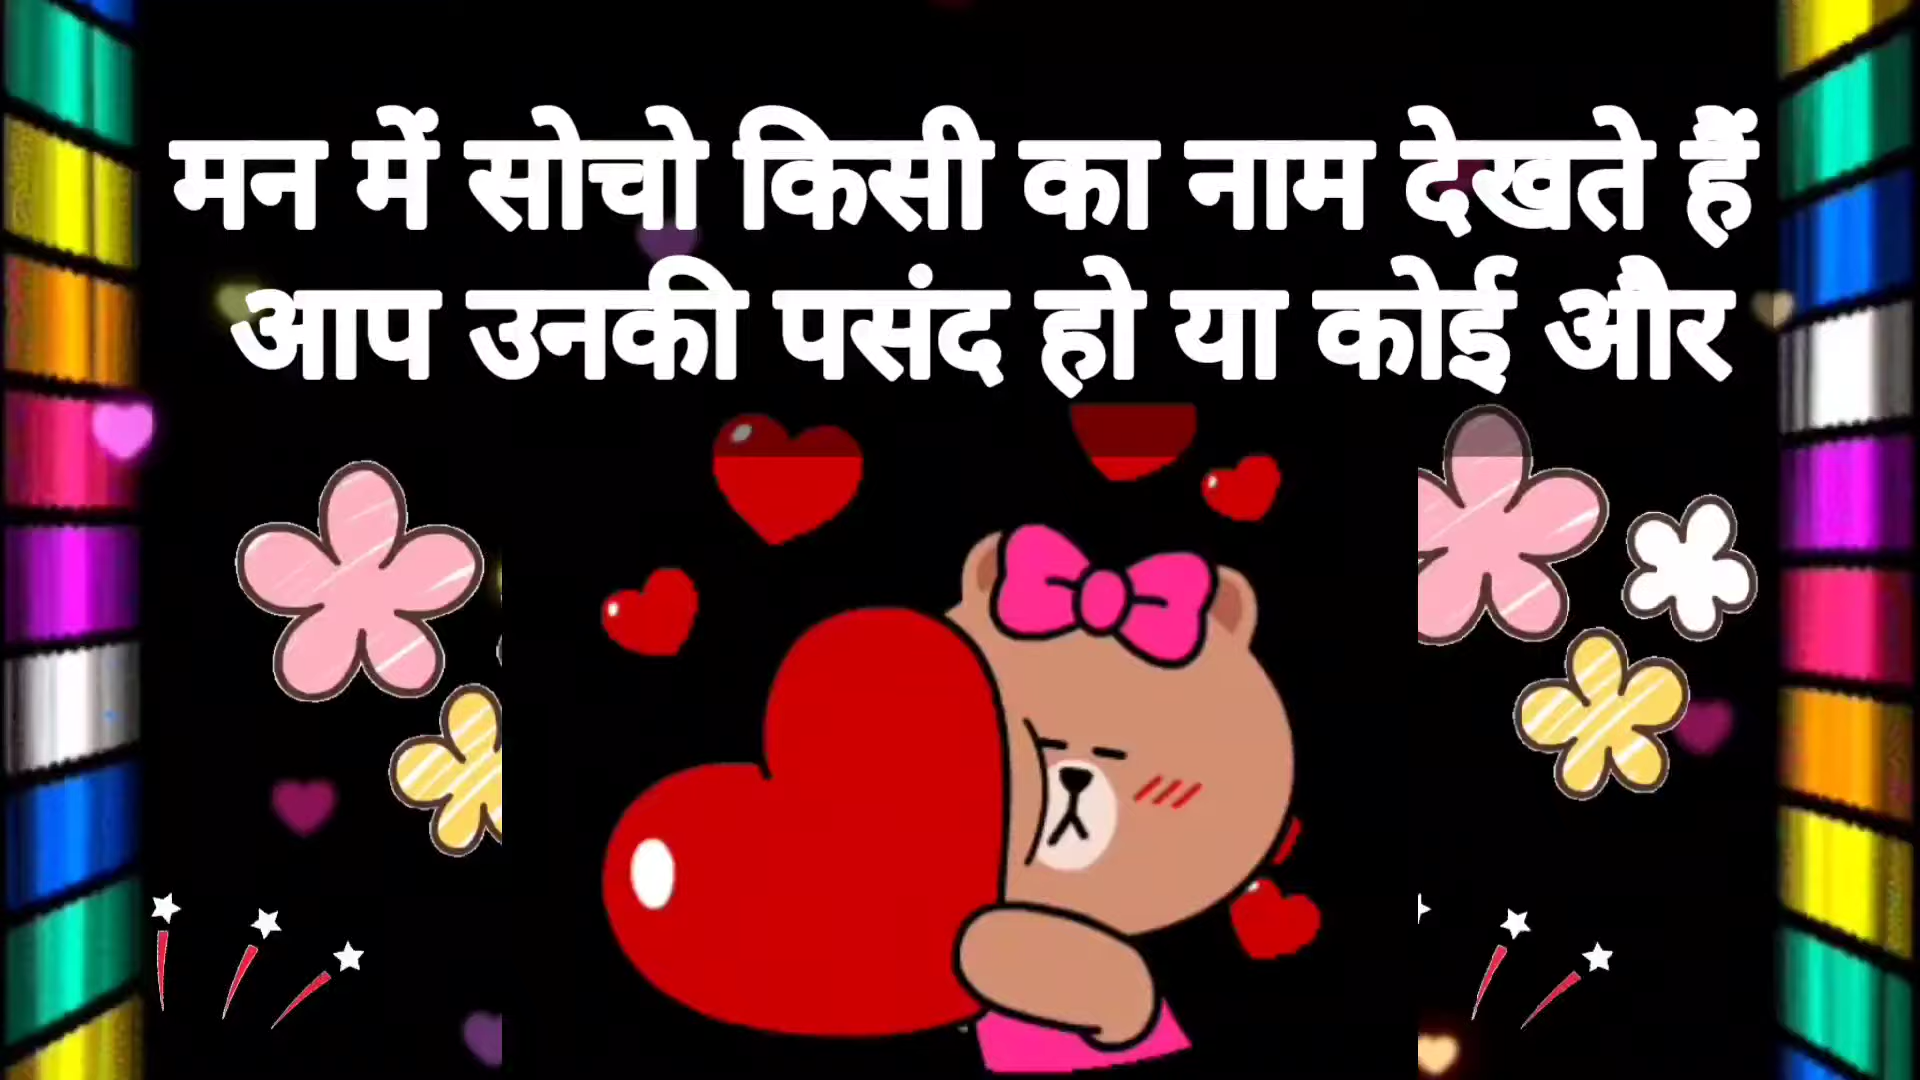 मन में सोचो किसी का नाम देखते हैं
आप उनकी पसंद हो या कोई और